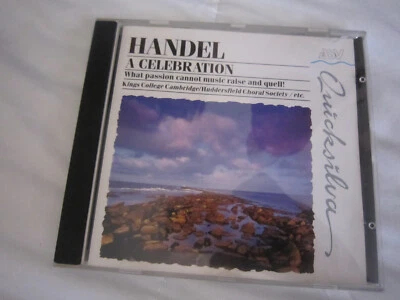 HANDEL
A CELEBRATION
What passion cannot music raise and quell!
Kings College Cambridge/Huddersfield Choral Society / etc.
Quicksilva